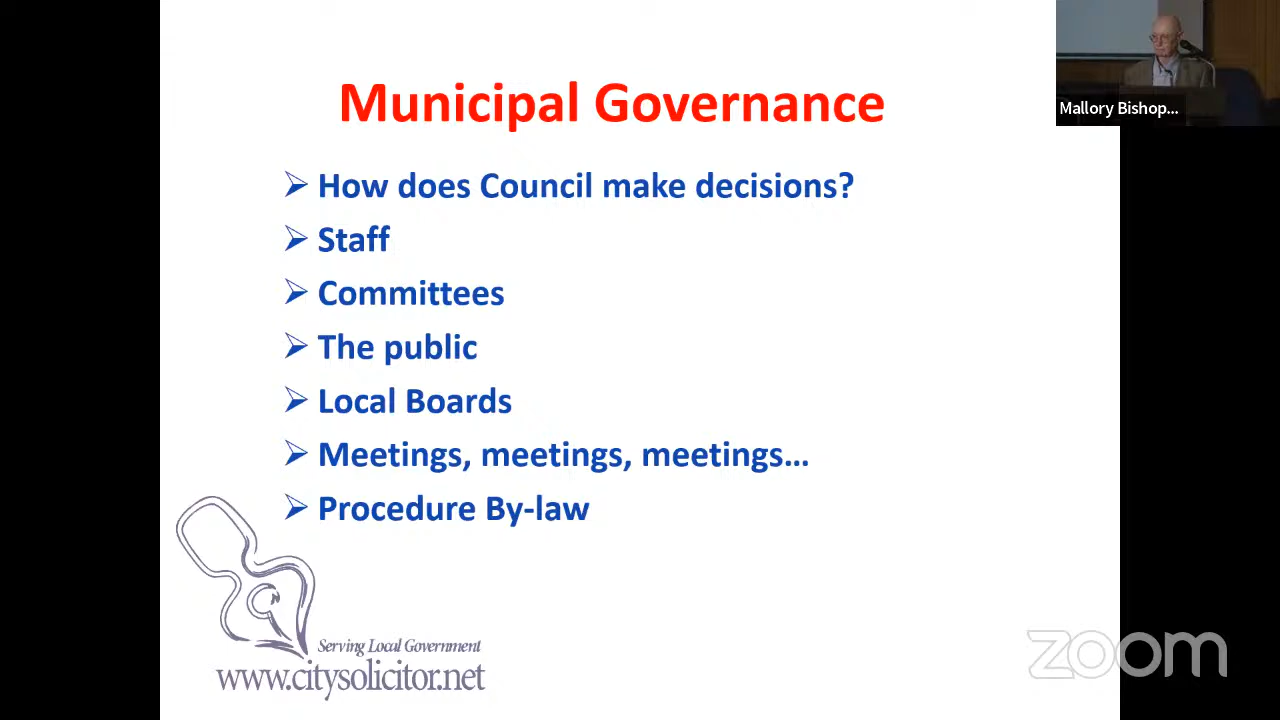 Municipal Governance
How does Council make decisions?
Staff
Committees
The public
Local Boards
Meetings, meetings, meetings…
Procedure By-law
Serving Local Government
www.citysolicitor.net
Mallory Bishop...
zoom